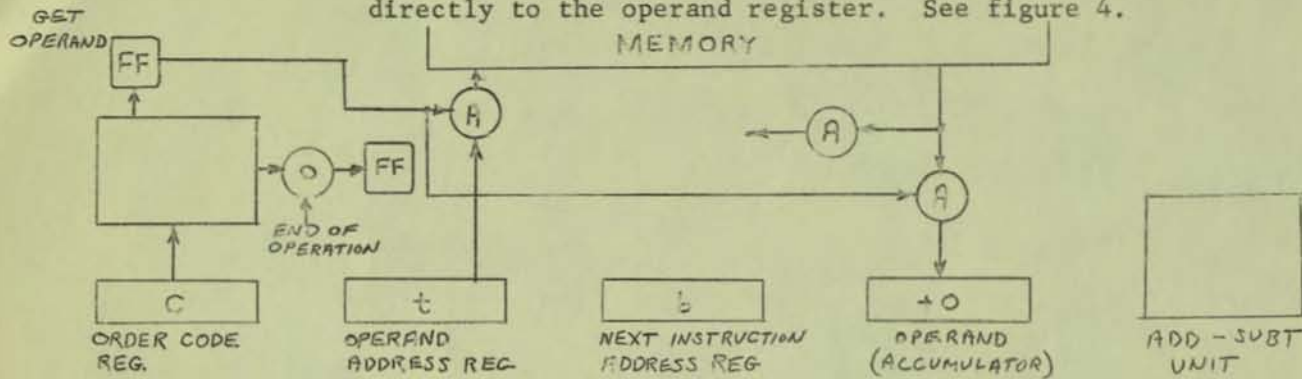 directly to the operand register. See figure 4.
GET
OPERAND
MEMORY
FF
A
A
O
FF
A
END OF
OPERATION
C
t
b
+0
ORDER CODE
REG.
OPERAND
ADDRESS REG
NEXT INSTRUCTION
ADDRESS REG
OPERAND
(ACCUMULATOR)
ADD - SUBT
UNIT